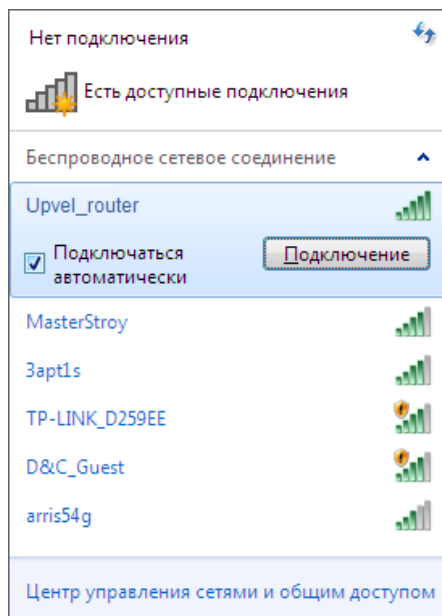 Нет подключения
Есть доступные подключения
Беспроводное сетевое соединение
Upvel_router
Подключаться
автоматически
Подключение
MasterStroy
3apt1s
TP-LINK_D259EE
D&C_Guest
arris54g
Центр управления сетями и общим доступом